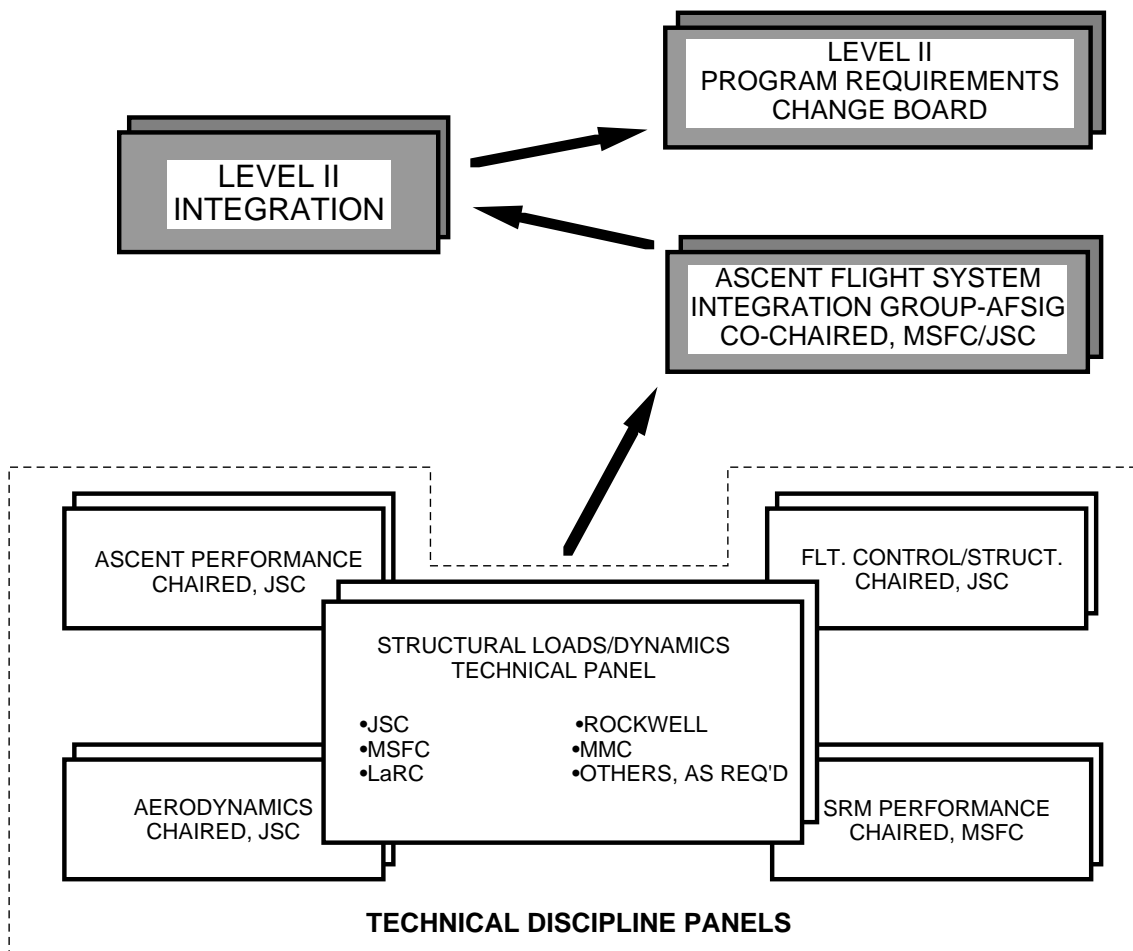 LEVEL II
PROGRAM REQUIREMENTS
CHANGE BOARD
LEVEL II
INTEGRATION
ASCENT FLIGHT SYSTEM
INTEGRATION GROUP-AFSIG
CO-CHAIRED, MSFC/JSC
ASCENT PERFORMANCE
CHAIRED, JSC
FLT. CONTROL/STRUCT.
CHAIRED, JSC
STRUCTURAL LOADS/DYNAMICS
TECHNICAL PANEL
•JSC
•MSFC
•LaRC
•ROCKWELL
•MMC
•OTHERS, AS REQ'D
AERODYNAMICS
CHAIRED, JSC
SRM PERFORMANCE
CHAIRED, MSFC
TECHNICAL DISCIPLINE PANELS